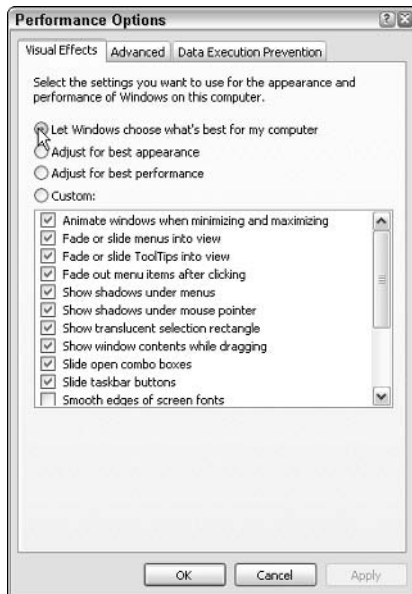 Performance Options
Visual Effects Advanced Data Execution Prevention
Select the settings you want to use for the appearance and
performance of Windows on this computer.
Let Windows choose what's best for my computer
Adjust for best appearance
Adjust for best performance
Custom:
Animate windows when minimizing and maximizing
Fade or slide menus into view
Fade or slide ToolTips into view
Fade out menu items after clicking
Show shadows under menus
Show shadows under mouse pointer
Show translucent selection rectangle
Show window contents while dragging
Slide open combo boxes
Slide taskbar buttons
Smooth edges of screen fonts
OK Cancel Apply